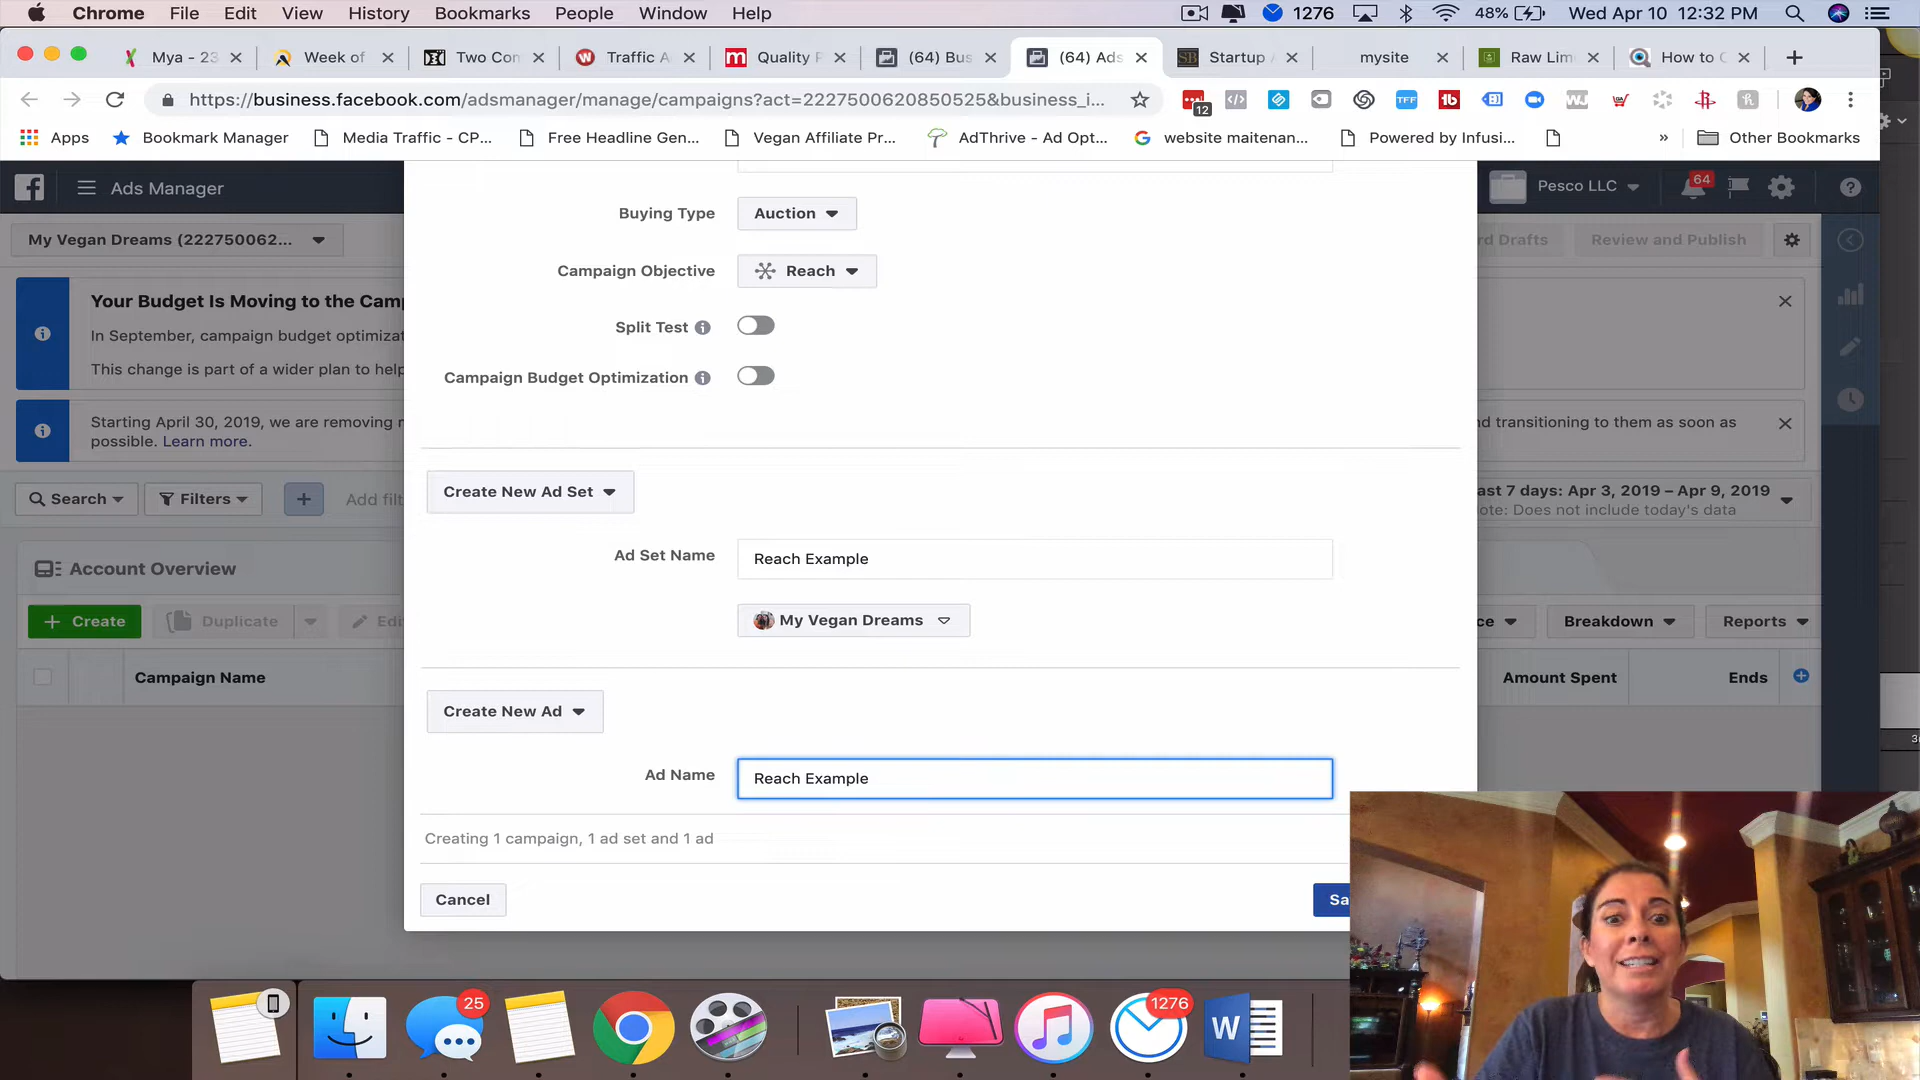 Chrome File Edit View History Bookmarks People Window Help 1276 48% Wed Apr 10 12:32 PM
Mya - 23 Week of Two Con Traffic A Quality P (64) Bus (64) Ads Startup A mysite Raw Lim How to C
https://business.facebook.com/adsmanager/manage/campaigns?act=2227500620850525&business_i... 12 TFF
Apps Bookmark Manager Media Traffic - CP... Free Headline Gen... Vegan Affiliate Pr... AdThrive - Ad Opt... website maitenan... Powered by Infusi... » Other Bookmarks
Ads Manager Pesco LLC 64
My Vegan Dreams (222750062... rd Drafts Review and Publish
Buying Type Auction
Campaign Objective Reach
Your Budget Is Moving to the Camp
In September, campaign budget optimizat
This change is part of a wider plan to help
Split Test
Campaign Budget Optimization
Starting April 30, 2019, we are removing nd transitioning to them as soon as
possible. Learn more.
Search Filters + Add filt ast 7 days: Apr 3, 2019 – Apr 9, 2019
ote: Does not include today's data
Create New Ad Set
Account Overview
Ad Set Name Reach Example
+ Create Duplicate Edi My Vegan Dreams ce Breakdown Reports
Campaign Name Amount Spent Ends
Create New Ad
Ad Name Reach Example
Creating 1 campaign, 1 ad set and 1 ad
Cancel Sa
25 1276
W